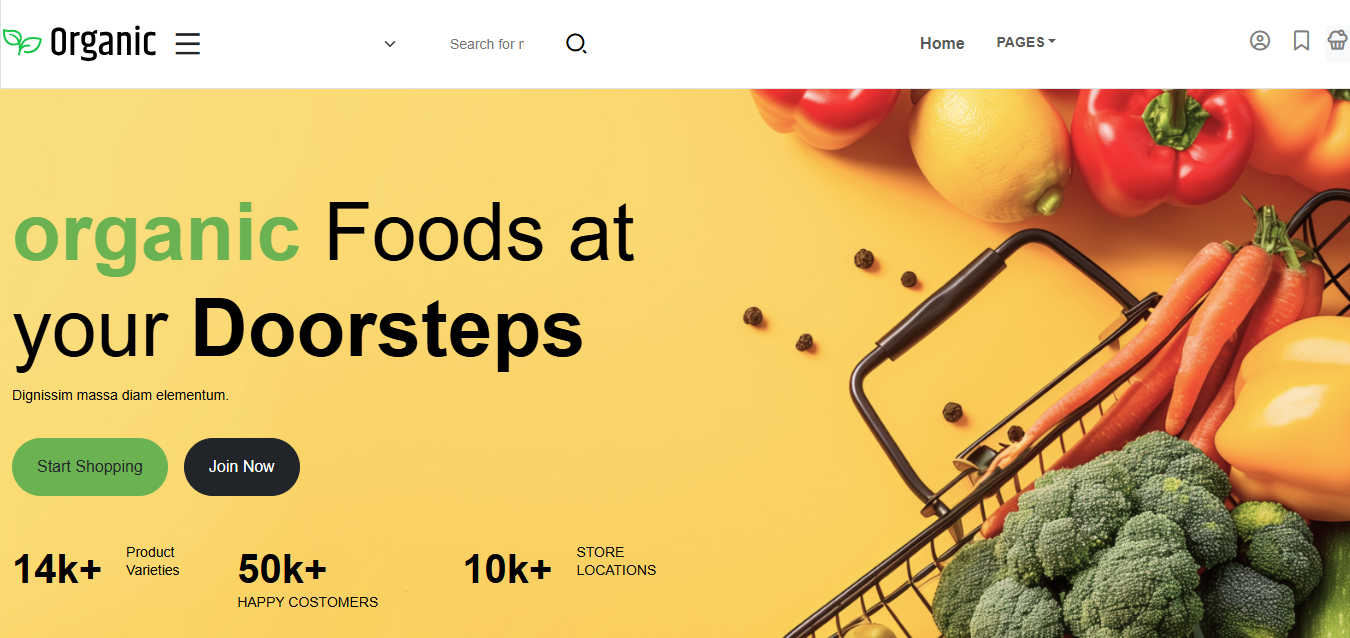 Organic
Search for r
Home
PAGES
organic Foods at
your Doorsteps
Dignissim massa diam elementum.
Start Shopping
Join Now
14k+
Product
Varieties
50k+
HAPPY COSTOMERS
10k+
STORE
LOCATIONS